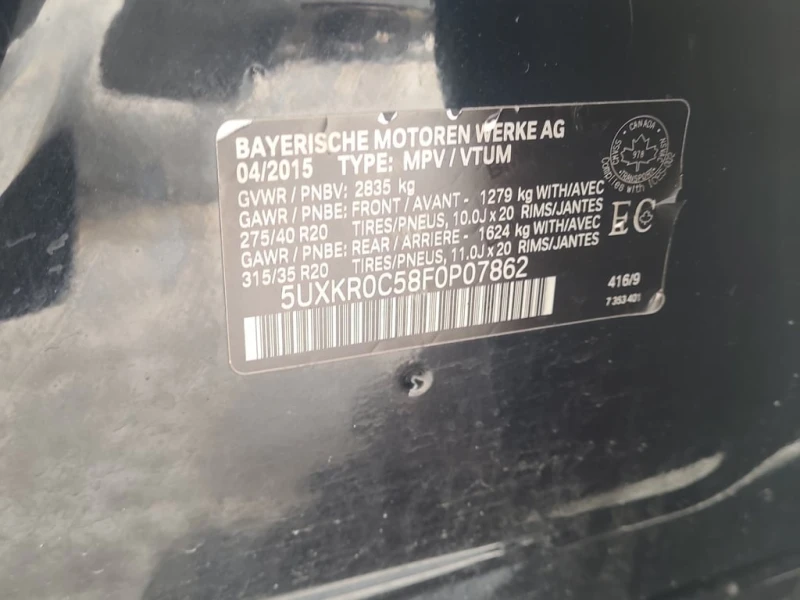 BAYERISCHE MOTOREN WERKE AG
04/2015 TYPE: MPV / VTUM
GVWR / PNBV: 2835 kg
GAWR / PNBE: FRONT / AVANT - 1279 kg WITH/AVEC
275/40 R20 TIRES/PNEUS, 10.0J x 20 RIMS/JANTES
GAWR / PNBE: REAR / ARRIERE - 1624 kg WITH/AVEC
315/35 R20 TIRES/PNEUS, 11.0J x 20 RIMS/JANTES
5UXKR0C58F0P07862
CANADA
978
TRANSPORT
EC
416/9
7 353 401